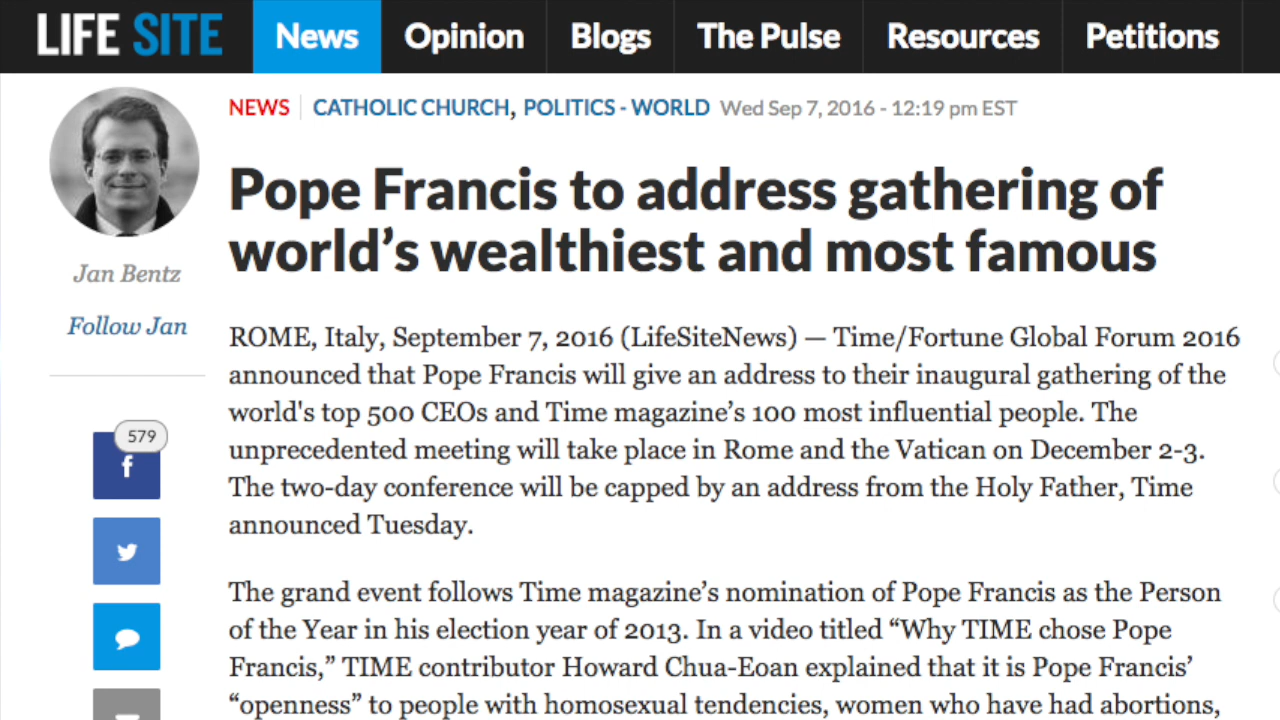 LIFE SITE News Opinion Blogs The Pulse Resources Petitions
NEWS CATHOLIC CHURCH, POLITICS - WORLD Wed Sep 7, 2016 - 12:19 pm EST
Pope Francis to address gathering of
world’s wealthiest and most famous
Jan Bentz
Follow Jan
579
f
ROME, Italy, September 7, 2016 (LifeSiteNews) — Time/Fortune Global Forum 2016
announced that Pope Francis will give an address to their inaugural gathering of the
world's top 500 CEOs and Time magazine’s 100 most influential people. The
unprecedented meeting will take place in Rome and the Vatican on December 2-3.
The two-day conference will be capped by an address from the Holy Father, Time
announced Tuesday.
The grand event follows Time magazine’s nomination of Pope Francis as the Person
of the Year in his election year of 2013. In a video titled “Why TIME chose Pope
Francis,” TIME contributor Howard Chua-Eoan explained that it is Pope Francis’
“openness” to people with homosexual tendencies, women who have had abortions,